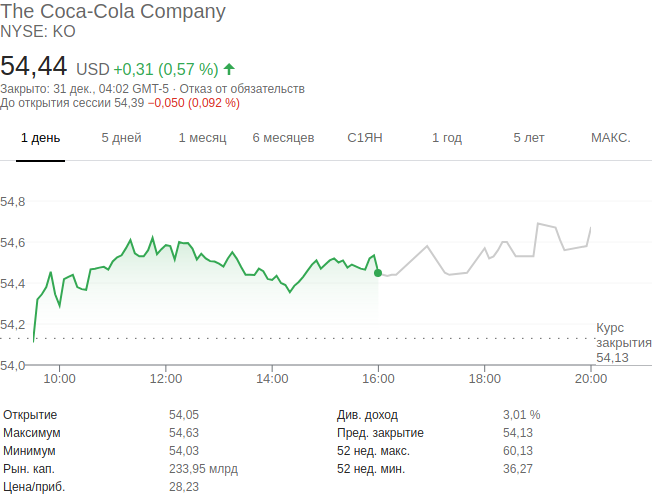 The Coca-Cola Company
NYSE: KO
54,44 USD +0,31 (0,57 %)
Закрыто: 31 дек., 04:02 GMT-5 · Отказ от обязательств
До открытия сессии 54,39 −0,050 (0,092 %)
1 день 5 дней 1 месяц 6 месяцев С1ЯН 1 год 5 лет МАКС.
54,8
54,6
54,4
54,2
54,0
Курс
закрытия
54,13
10:00 12:00 14:00 16:00 18:00 20:00
Открытие 54,05 Див. доход 3,01 %
Максимум 54,63 Пред. закрытие 54,13
Минимум 54,03 52 нед. макс. 60,13
Рын. кап. 233,95 млрд 52 нед. мин. 36,27
Цена/приб. 28,23